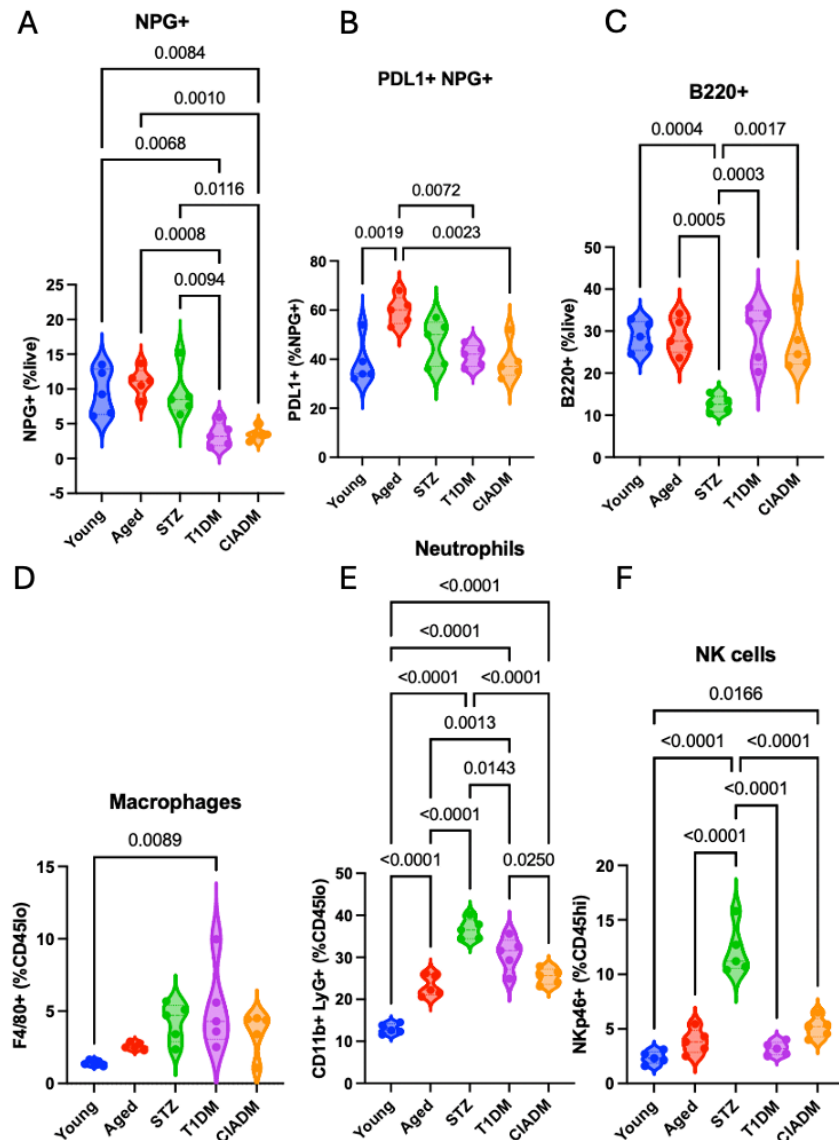 A
NPG+
0.0084
0.0010
0.0068
0.0116
0.0008
0.0094
NPG+ (%live)
25
20
15
10
5
0
-5
Young
Aged
STZ
T1DM
CIADM
B
PDL1+ NPG+
0.0072
0.0019
0.0023
PDL1+ (%NPG+)
80
60
40
20
0
Young
Aged
STZ
T1DM
CIADM
C
B220+
0.0004
0.0017
0.0003
0.0005
B220+ (%live)
50
40
30
20
10
0
Young
Aged
STZ
T1DM
CIADM
D
Macrophages
0.0089
F4/80+ (%CD45lo)
15
10
5
0
Young
Aged
STZ
T1DM
CIADM
E
Neutrophils
<0.0001
<0.0001
<0.0001
<0.0001
0.0013
0.0143
<0.0001
<0.0001
0.0250
CD11b+ LyG+ (%CD45lo)
50
40
30
20
10
0
Young
Aged
STZ
T1DM
CIADM
F
NK cells
0.0166
<0.0001
<0.0001
<0.0001
<0.0001
NKp46+ (%CD45hi)
20
15
10
5
0
Young
Aged
STZ
T1DM
CIADM